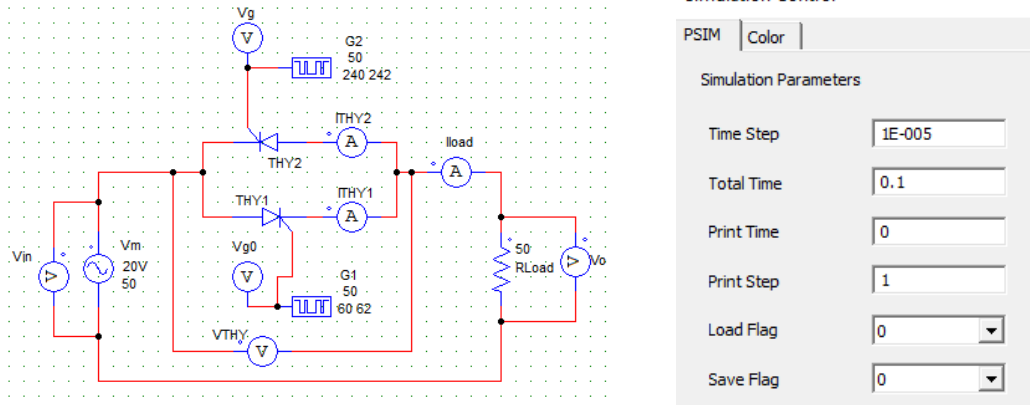 Vg
V
G2
50
240 242
ITHY2
A
Iload
A
THY2
THY1
ITHY1
A
Vg0
V
G1
50
60 62
Vin
V
Vm
20V
50
50
RLoad
V
Vo
VTHY
V
PSIM
Color
Simulation Parameters
Time Step
1E-005
Total Time
0.1
Print Time
0
Print Step
1
Load Flag
0
Save Flag
0